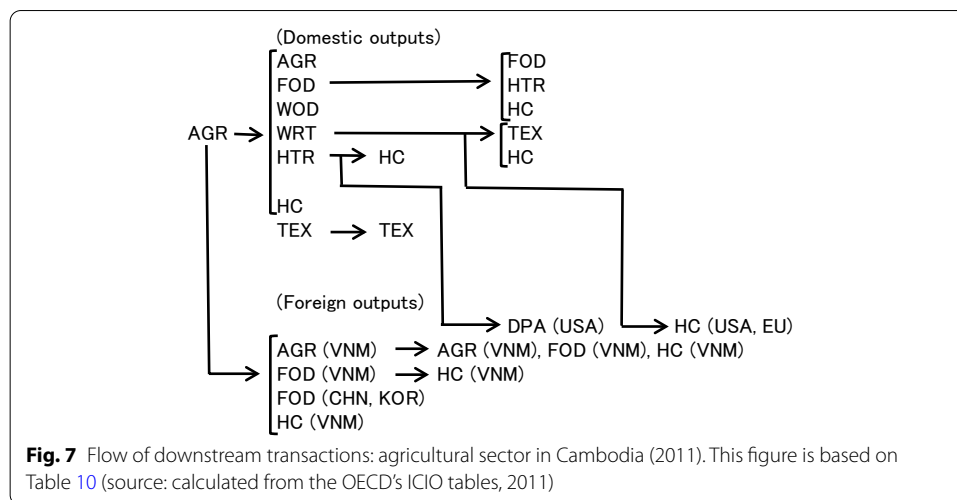 (Domestic outputs)
AGR FOD
FOD HTR
WOD HC
AGR WRT TEX
HTR HC HC
HC
TEX TEX
(Foreign outputs)
DPA (USA) HC (USA, EU)
AGR (VNM) AGR (VNM), FOD (VNM), HC (VNM)
FOD (VNM) HC (VNM)
FOD (CHN, KOR)
HC (VNM)
Fig. 7 Flow of downstream transactions: agricultural sector in Cambodia (2011). This figure is based on
Table 10 (source: calculated from the OECD's ICIO tables, 2011)